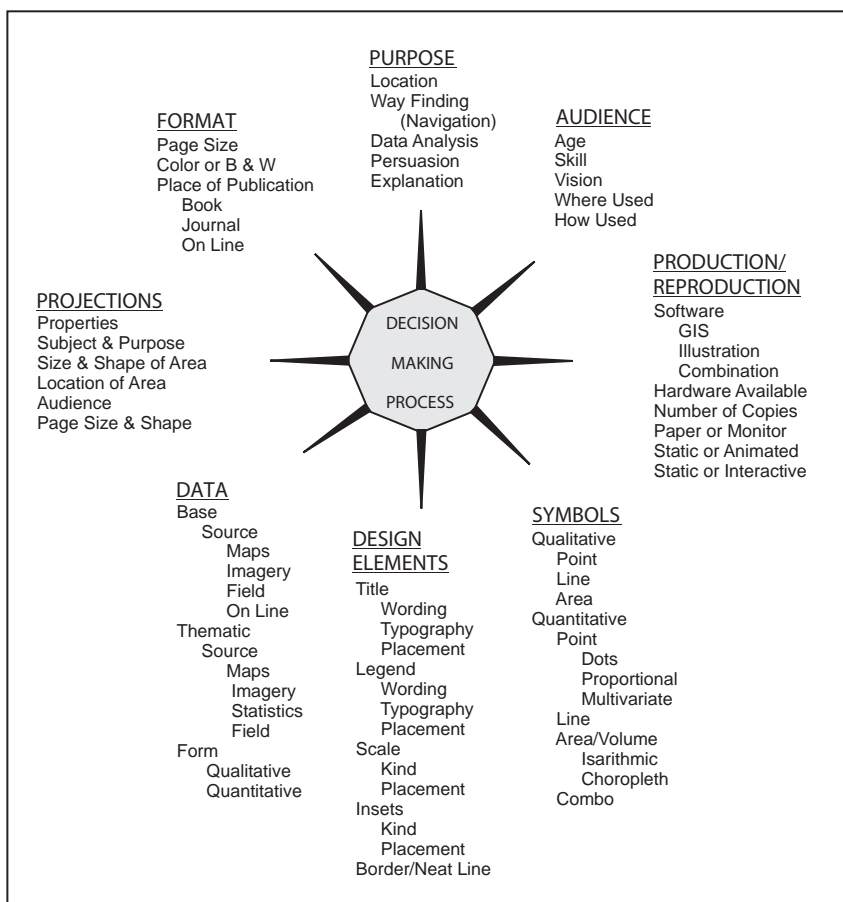 PURPOSE
Location
Way Finding
(Navigation)
Data Analysis
Persuasion
Explanation
FORMAT
Page Size
Color or B & W
Place of Publication
Book
Journal
On Line
AUDIENCE
Age
Skill
Vision
Where Used
How Used
PROJECTIONS
Properties
Subject & Purpose
Size & Shape of Area
Location of Area
Audience
Page Size & Shape
DECISION
MAKING
PROCESS
PRODUCTION/
REPRODUCTION
Software
GIS
Illustration
Combination
Hardware Available
Number of Copies
Paper or Monitor
Static or Animated
Static or Interactive
DATA
Base
Source
Maps
Imagery
Field
On Line
Thematic
Source
Maps
Imagery
Statistics
Field
Form
Qualitative
Quantitative
DESIGN
ELEMENTS
Title
Wording
Typography
Placement
Legend
Wording
Typography
Placement
Scale
Kind
Placement
Insets
Kind
Placement
Border/Neat Line
SYMBOLS
Qualitative
Point
Line
Area
Quantitative
Point
Dots
Proportional
Multivariate
Line
Area/Volume
Isarithmic
Choropleth
Combo